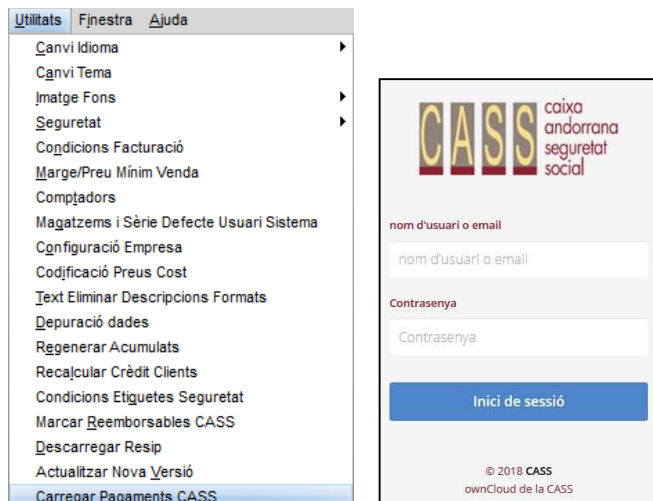 Utilitats Finestra Ajuda
Canvi Idioma
Canvi Tema
Imatge Fons
Seguretat
Condicions Facturació
Marge/Preu Mínim Venda
Comptadors
Magatzems i Sèrie Defecte Usuari Sistema
Configuració Empresa
Codificació Preus Cost
Text Eliminar Descripcions Formats
Depuració dades
Regenerar Acumulats
Recalcular Crèdit Clients
Condicions Etiquetes Seguretat
Marcar Reemborsables CASS
Descarregar Resip
Actualitzar Nova Versió
Carregar Pagaments CASS
CASS
caixa
andorrana
seguretat
social
nom d'usuari o email
nom d'usuari o email
Contrasenya
Contrasenya
Inici de sessió
© 2018 CASS
ownCloud de la CASS